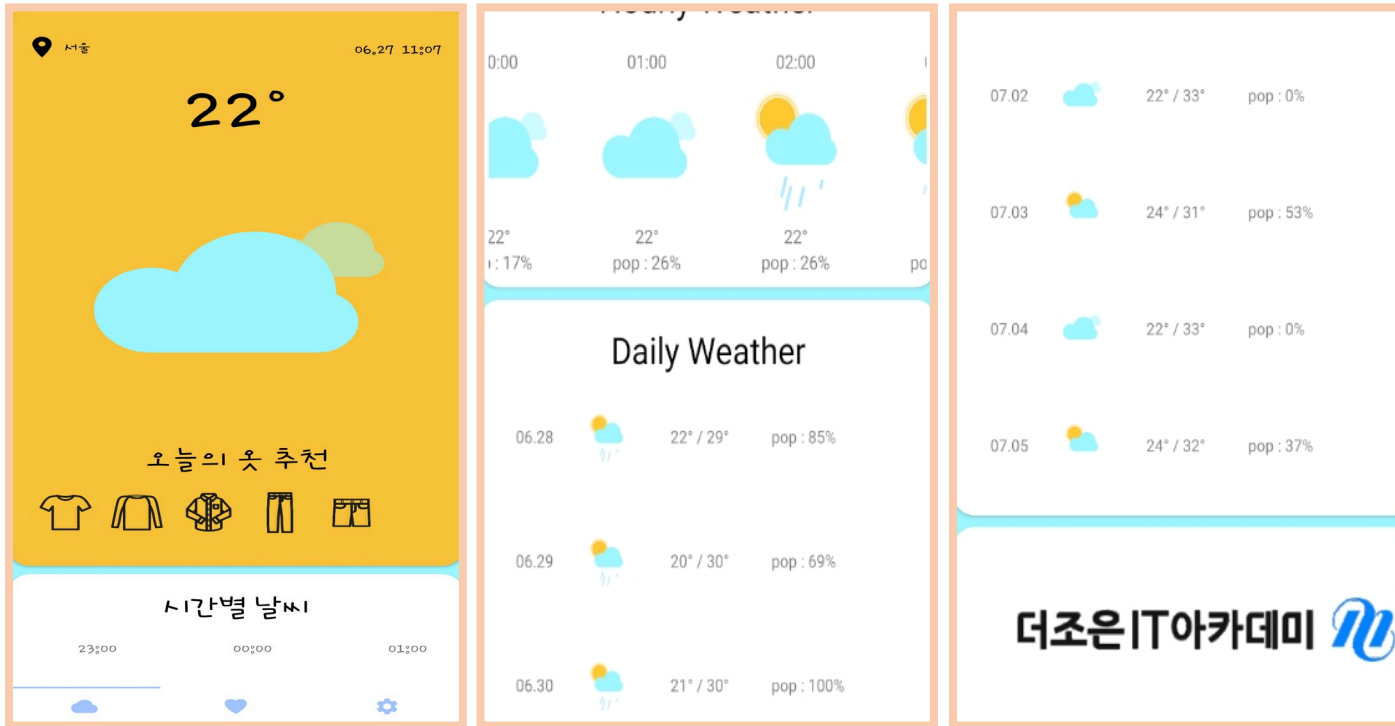 서울 06.27 11:07
22°
오늘의 옷 추천
시간별 날씨
23:00 00:00 01:00
Hourly Weather
0:00 01:00 02:00
22° 22° 22°
: 17% pop : 26% pop : 26% po
Daily Weather
06.28 22° / 29° pop : 85%
06.29 20° / 30° pop : 69%
06.30 21° / 30° pop : 100%
07.02 22° / 33° pop : 0%
07.03 24° / 31° pop : 53%
07.04 22° / 33° pop : 0%
07.05 24° / 32° pop : 37%
더조은IT아카데미